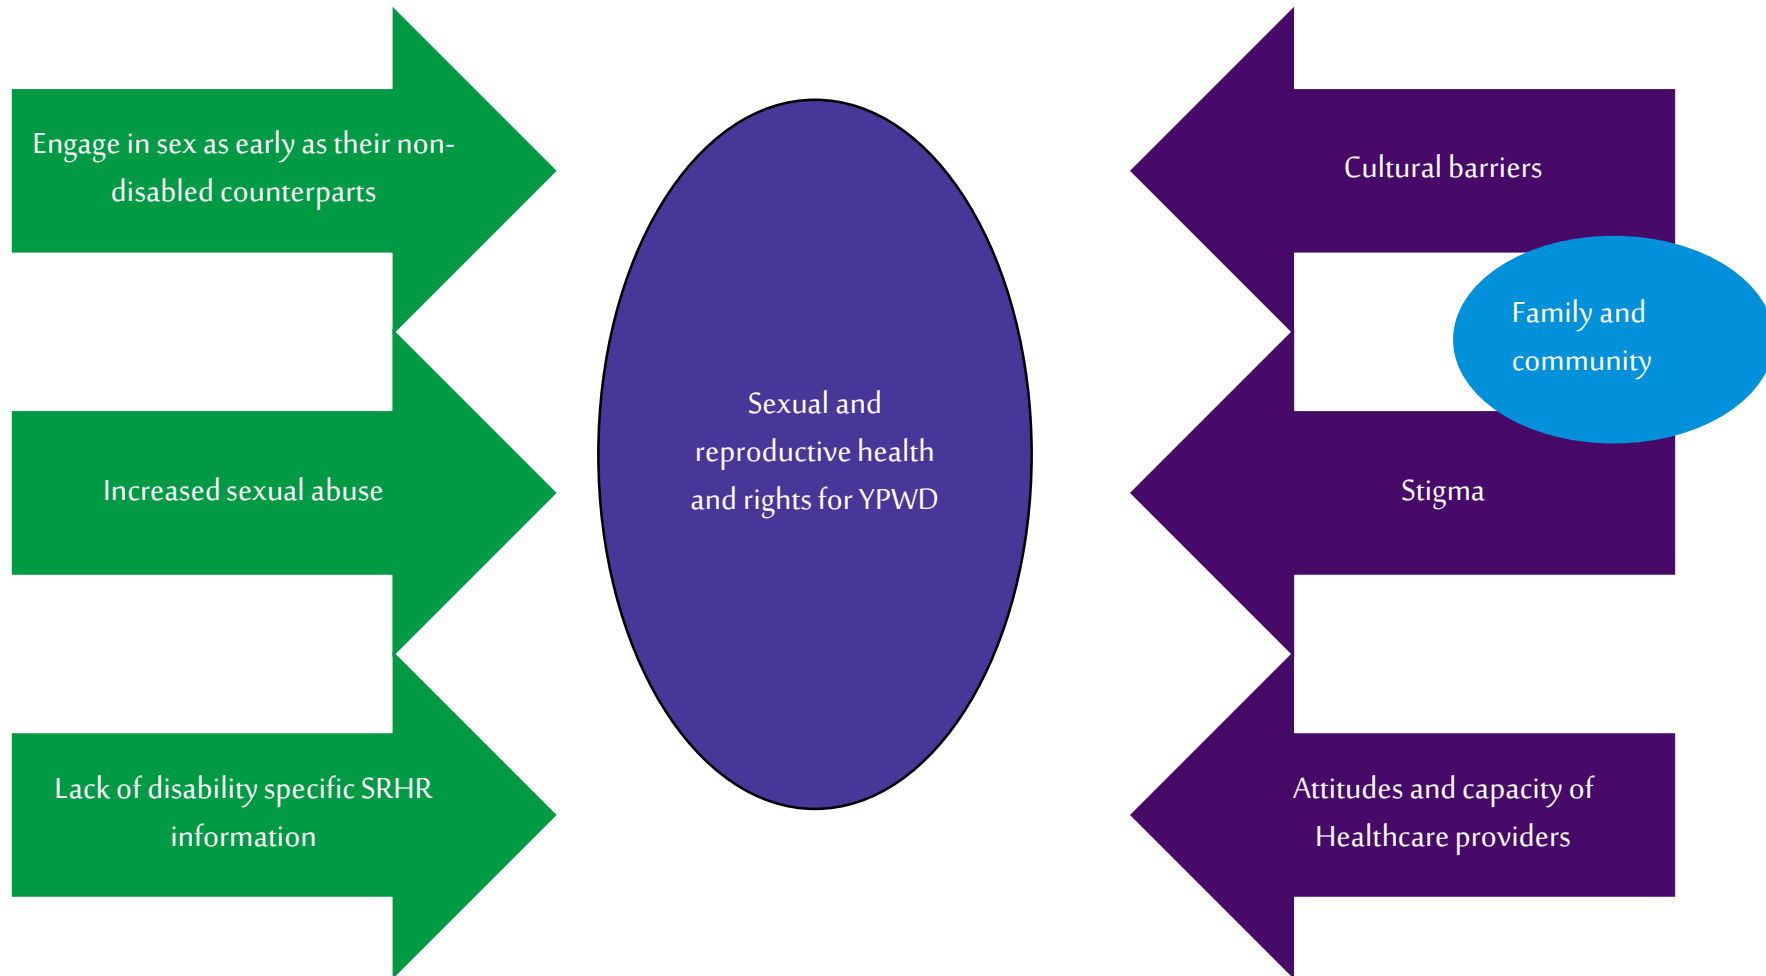 Engage in sex as early as their non-
disabled counterparts
Increased sexual abuse
Lack of disability specific SRHR
information
Sexual and
reproductive health
and rights for YPWD
Cultural barriers
Family and
community
Stigma
Attitudes and capacity of
Healthcare providers